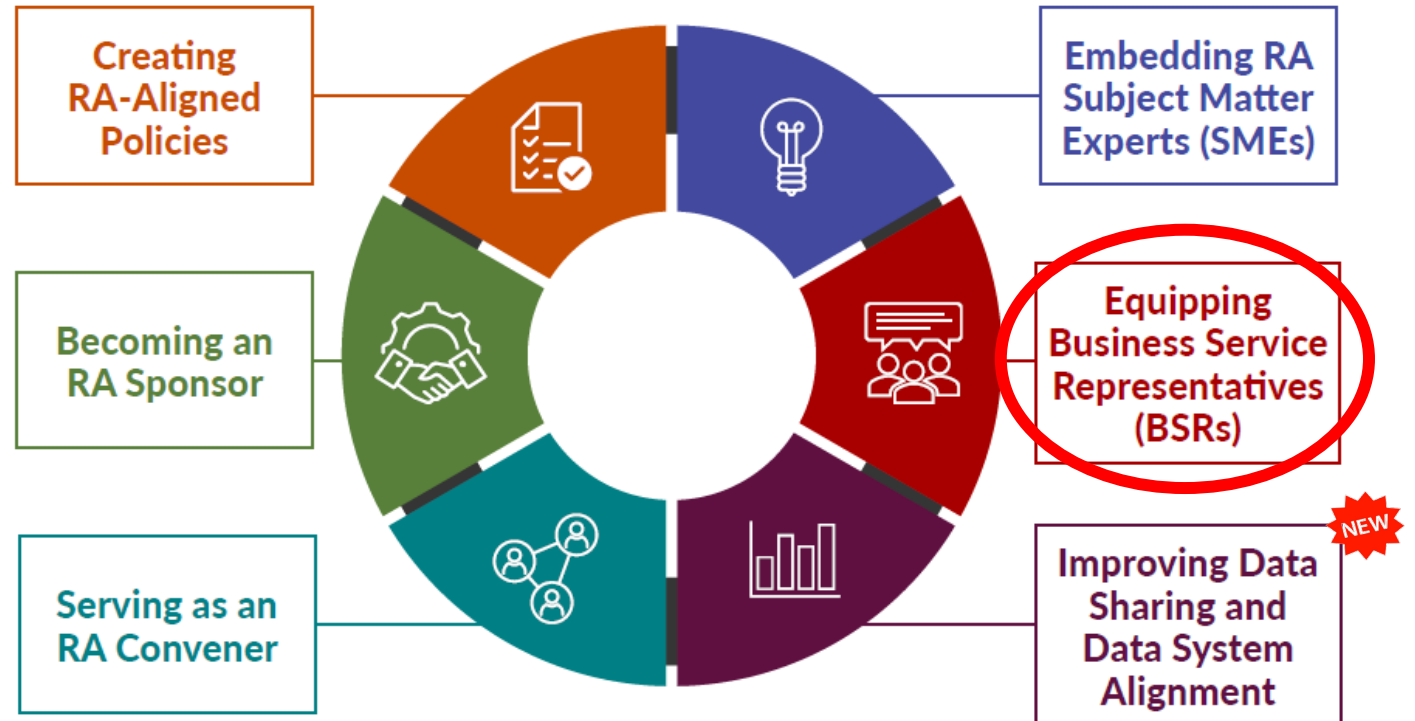 Creating
RA-Aligned
Policies
Embedding RA
Subject Matter
Experts (SMEs)
Becoming an
RA Sponsor
Equipping
Business Service
Representatives
(BSRs)
Serving as an
RA Convener
NEW
Improving Data
Sharing and
Data System
Alignment